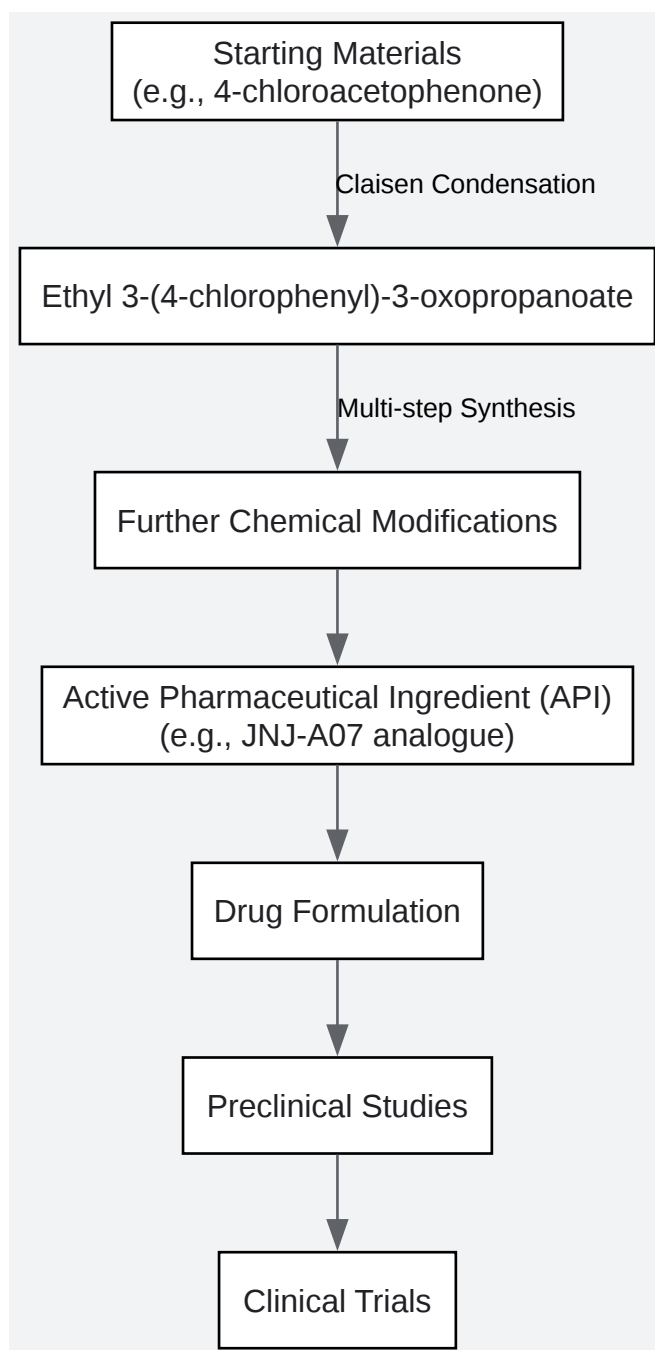 Starting Materials
(e.g., 4-chloroacetophenone)
Claisen Condensation
Ethyl 3-(4-chlorophenyl)-3-oxopropanoate
Multi-step Synthesis
Further Chemical Modifications
Active Pharmaceutical Ingredient (API)
(e.g., JNJ-A07 analogue)
Drug Formulation
Preclinical Studies
Clinical Trials